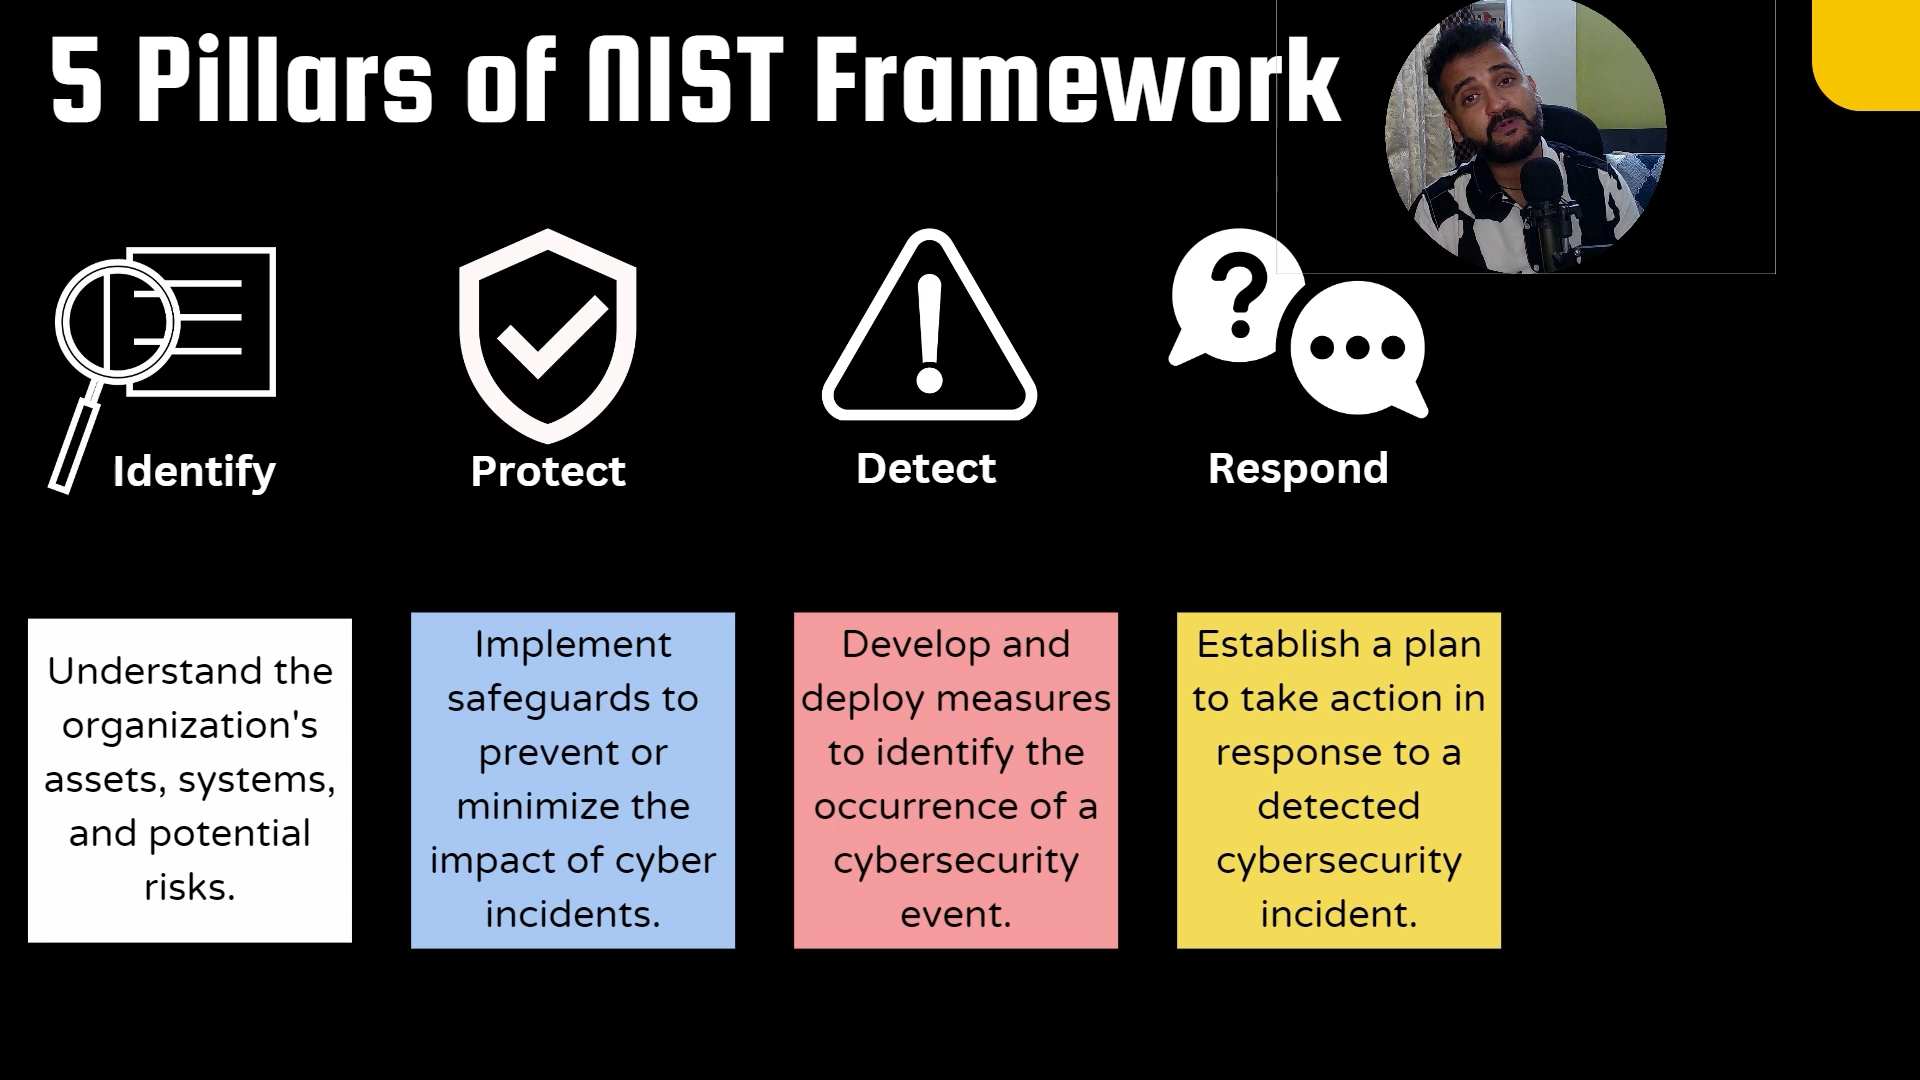 5 Pillars of NIST Framework
Identify
Protect
Detect
Respond
Understand the
organization's
assets, systems,
and potential
risks.
Implement
safeguards to
prevent or
minimize the
impact of cyber
incidents.
Develop and
deploy measures
to identify the
occurrence of a
cybersecurity
event.
Establish a plan
to take action in
response to a
detected
cybersecurity
incident.